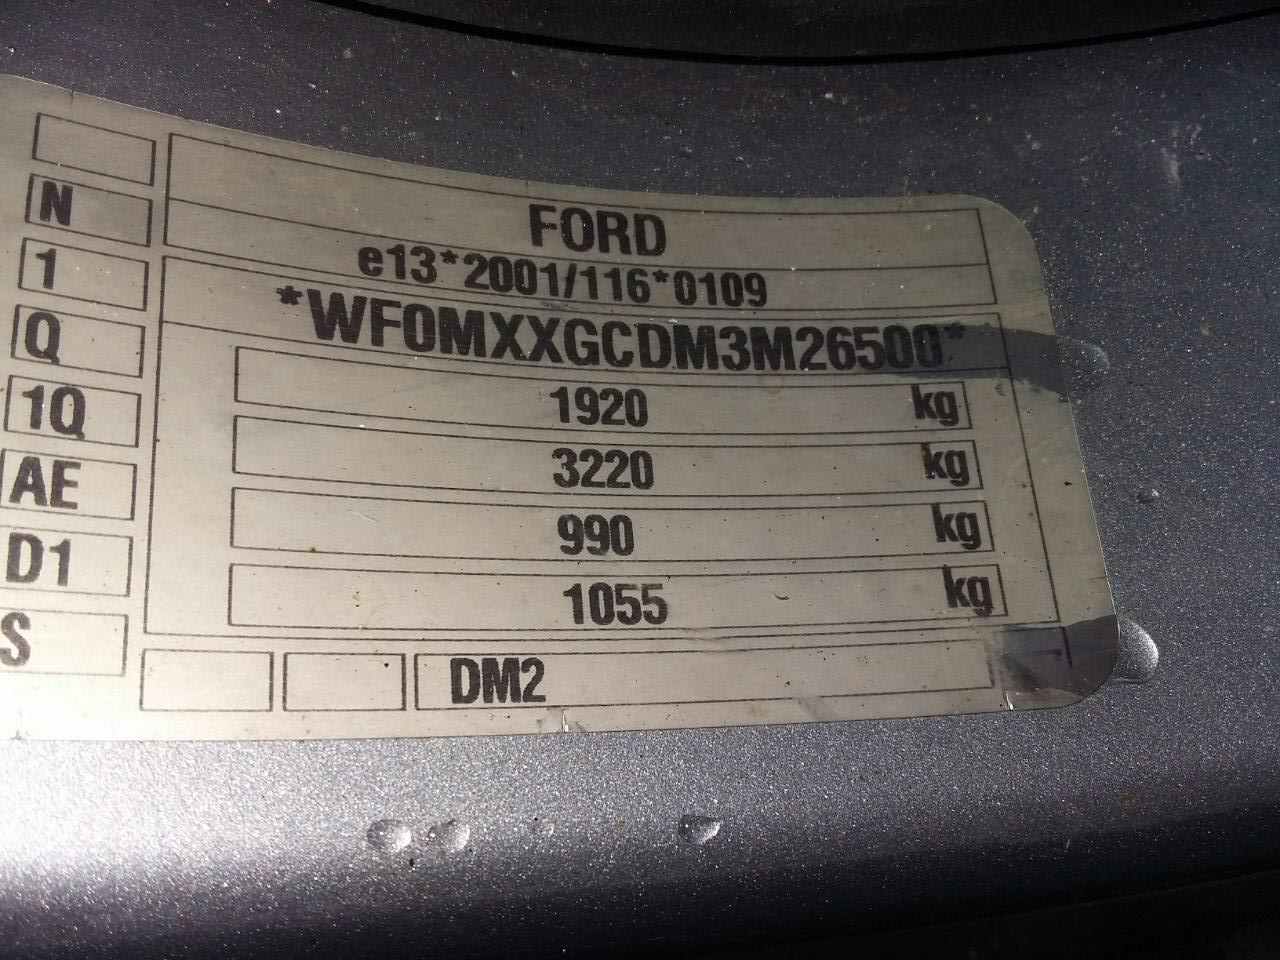 FORD
N
e13*2001/116*0109
1
*WF0MXXGCDM3M26500*
Q
1920 kg
1Q
3220 kg
AE
990 kg
D1
1055 kg
S
DM2